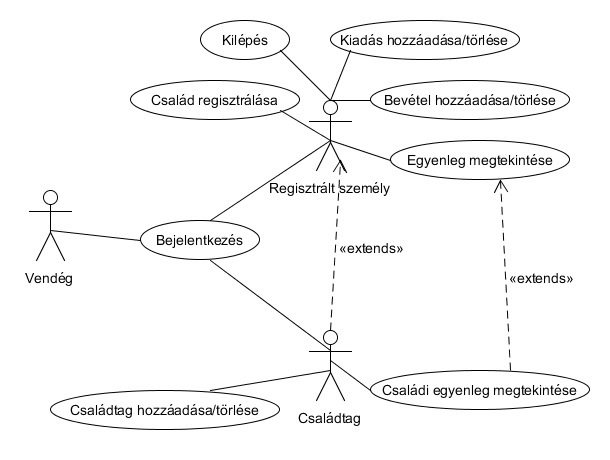 Kilépés
Kiadás hozzáadása/törlése
Család regisztrálása
Bevétel hozzáadása/törlése
Egyenleg megtekintése
Regisztrált személy
Bejelentkezés
«extends»
Vendég
«extends»
Családi egyenleg megtekintése
Családtag hozzáadása/törlése
Családtag